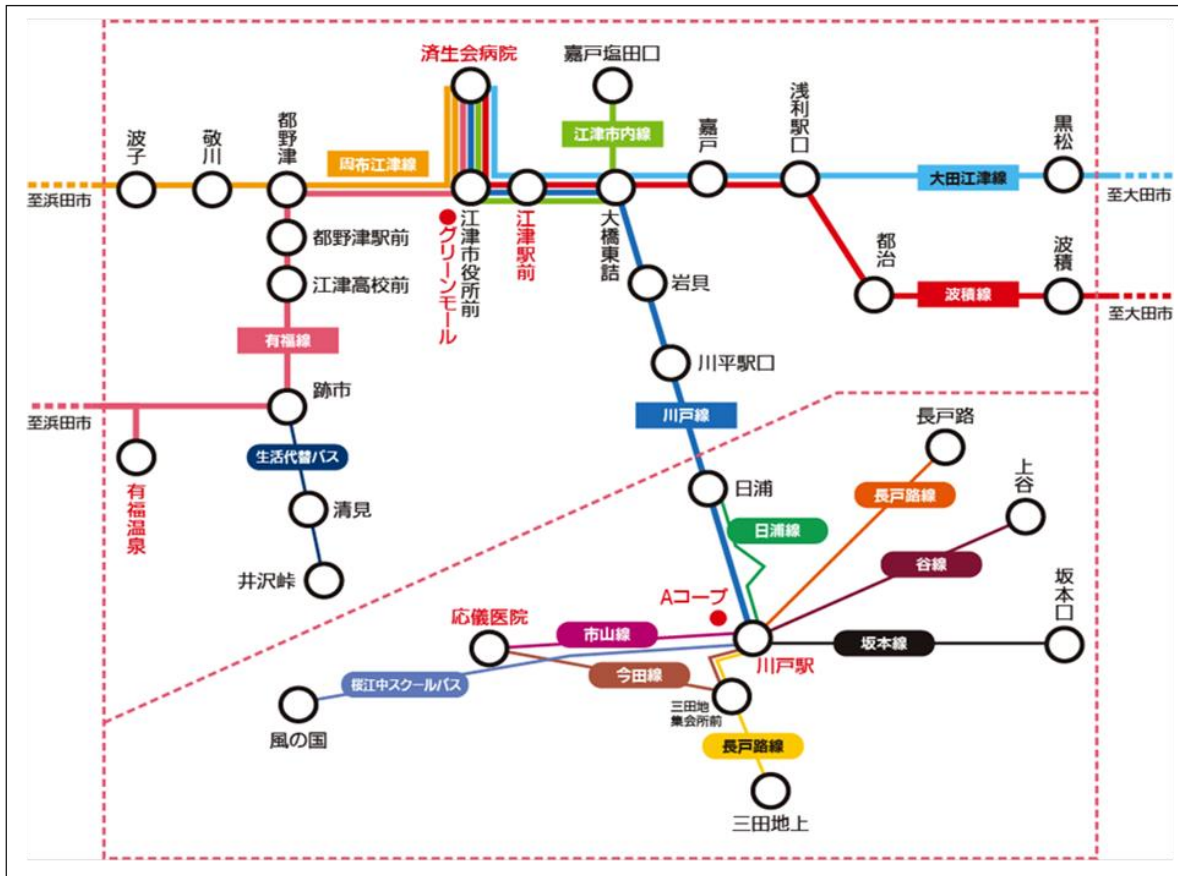 済生会病院
嘉戸塩田口
浅利駅口
黒松
波子
敬川
都野津
周布江津線
江津市内線
嘉戸
大田江津線
至浜田市
至大田市
都野津駅前
江津高校前
グリーンモール
江津市役所前
江津駅前
大橋東詰
都治
波積
岩見
波積線
至大田市
有福線
川平駅口
跡市
川戸線
長戸路
至浜田市
生活代替バス
上谷
有福温泉
清見
日浦
長戸路線
日浦線
井沢峠
谷線
坂本口
Aコープ
応儀医院
市山線
坂本線
川戸駅
今田線
桜江中スクールバス
三田地
集会所前
風の国
長戸路線
三田地上